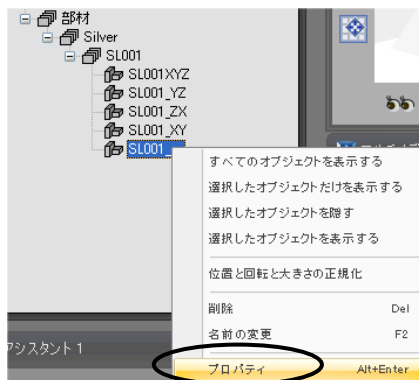 部材
Silver
SL001
SL001XYZ
SL001_YZ
SL001_ZX
SL001_XY
SL001_
すべてのオブジェクトを表示する
選択したオブジェクトだけを表示する
選択したオブジェクトを隠す
選択したオブジェクトを表示する
位置と回転と大きさの正規化
削除 Del
名前の変更 F2
アシスタント 1
プロパティ Alt+Enter